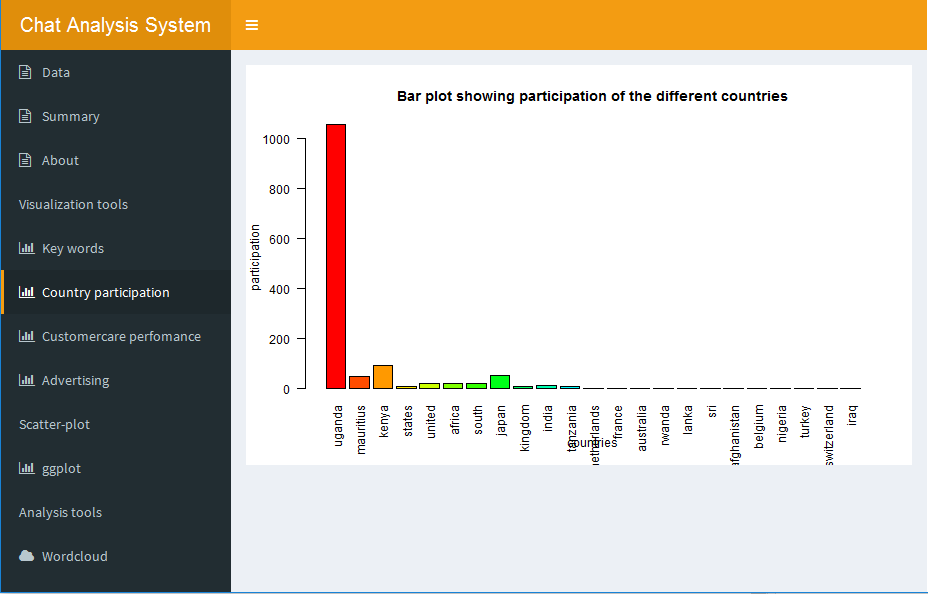 Chat Analysis System
Data
Summary
About
Visualization tools
Key words
Country participation
Customercare perfomance
Advertising
Scatter-plot
ggplot
Analysis tools
Wordcloud
Bar plot showing participation of the different countries
participation
1000
800
600
400
200
0
uganda
mauritius
kenya
states
united
africa
south
japan
kingdom
india
tanzania
netherlands
france
australia
rwanda
lanka
sri
afghanistan
belgium
nigeria
turkey
switzerland
iraq
countries